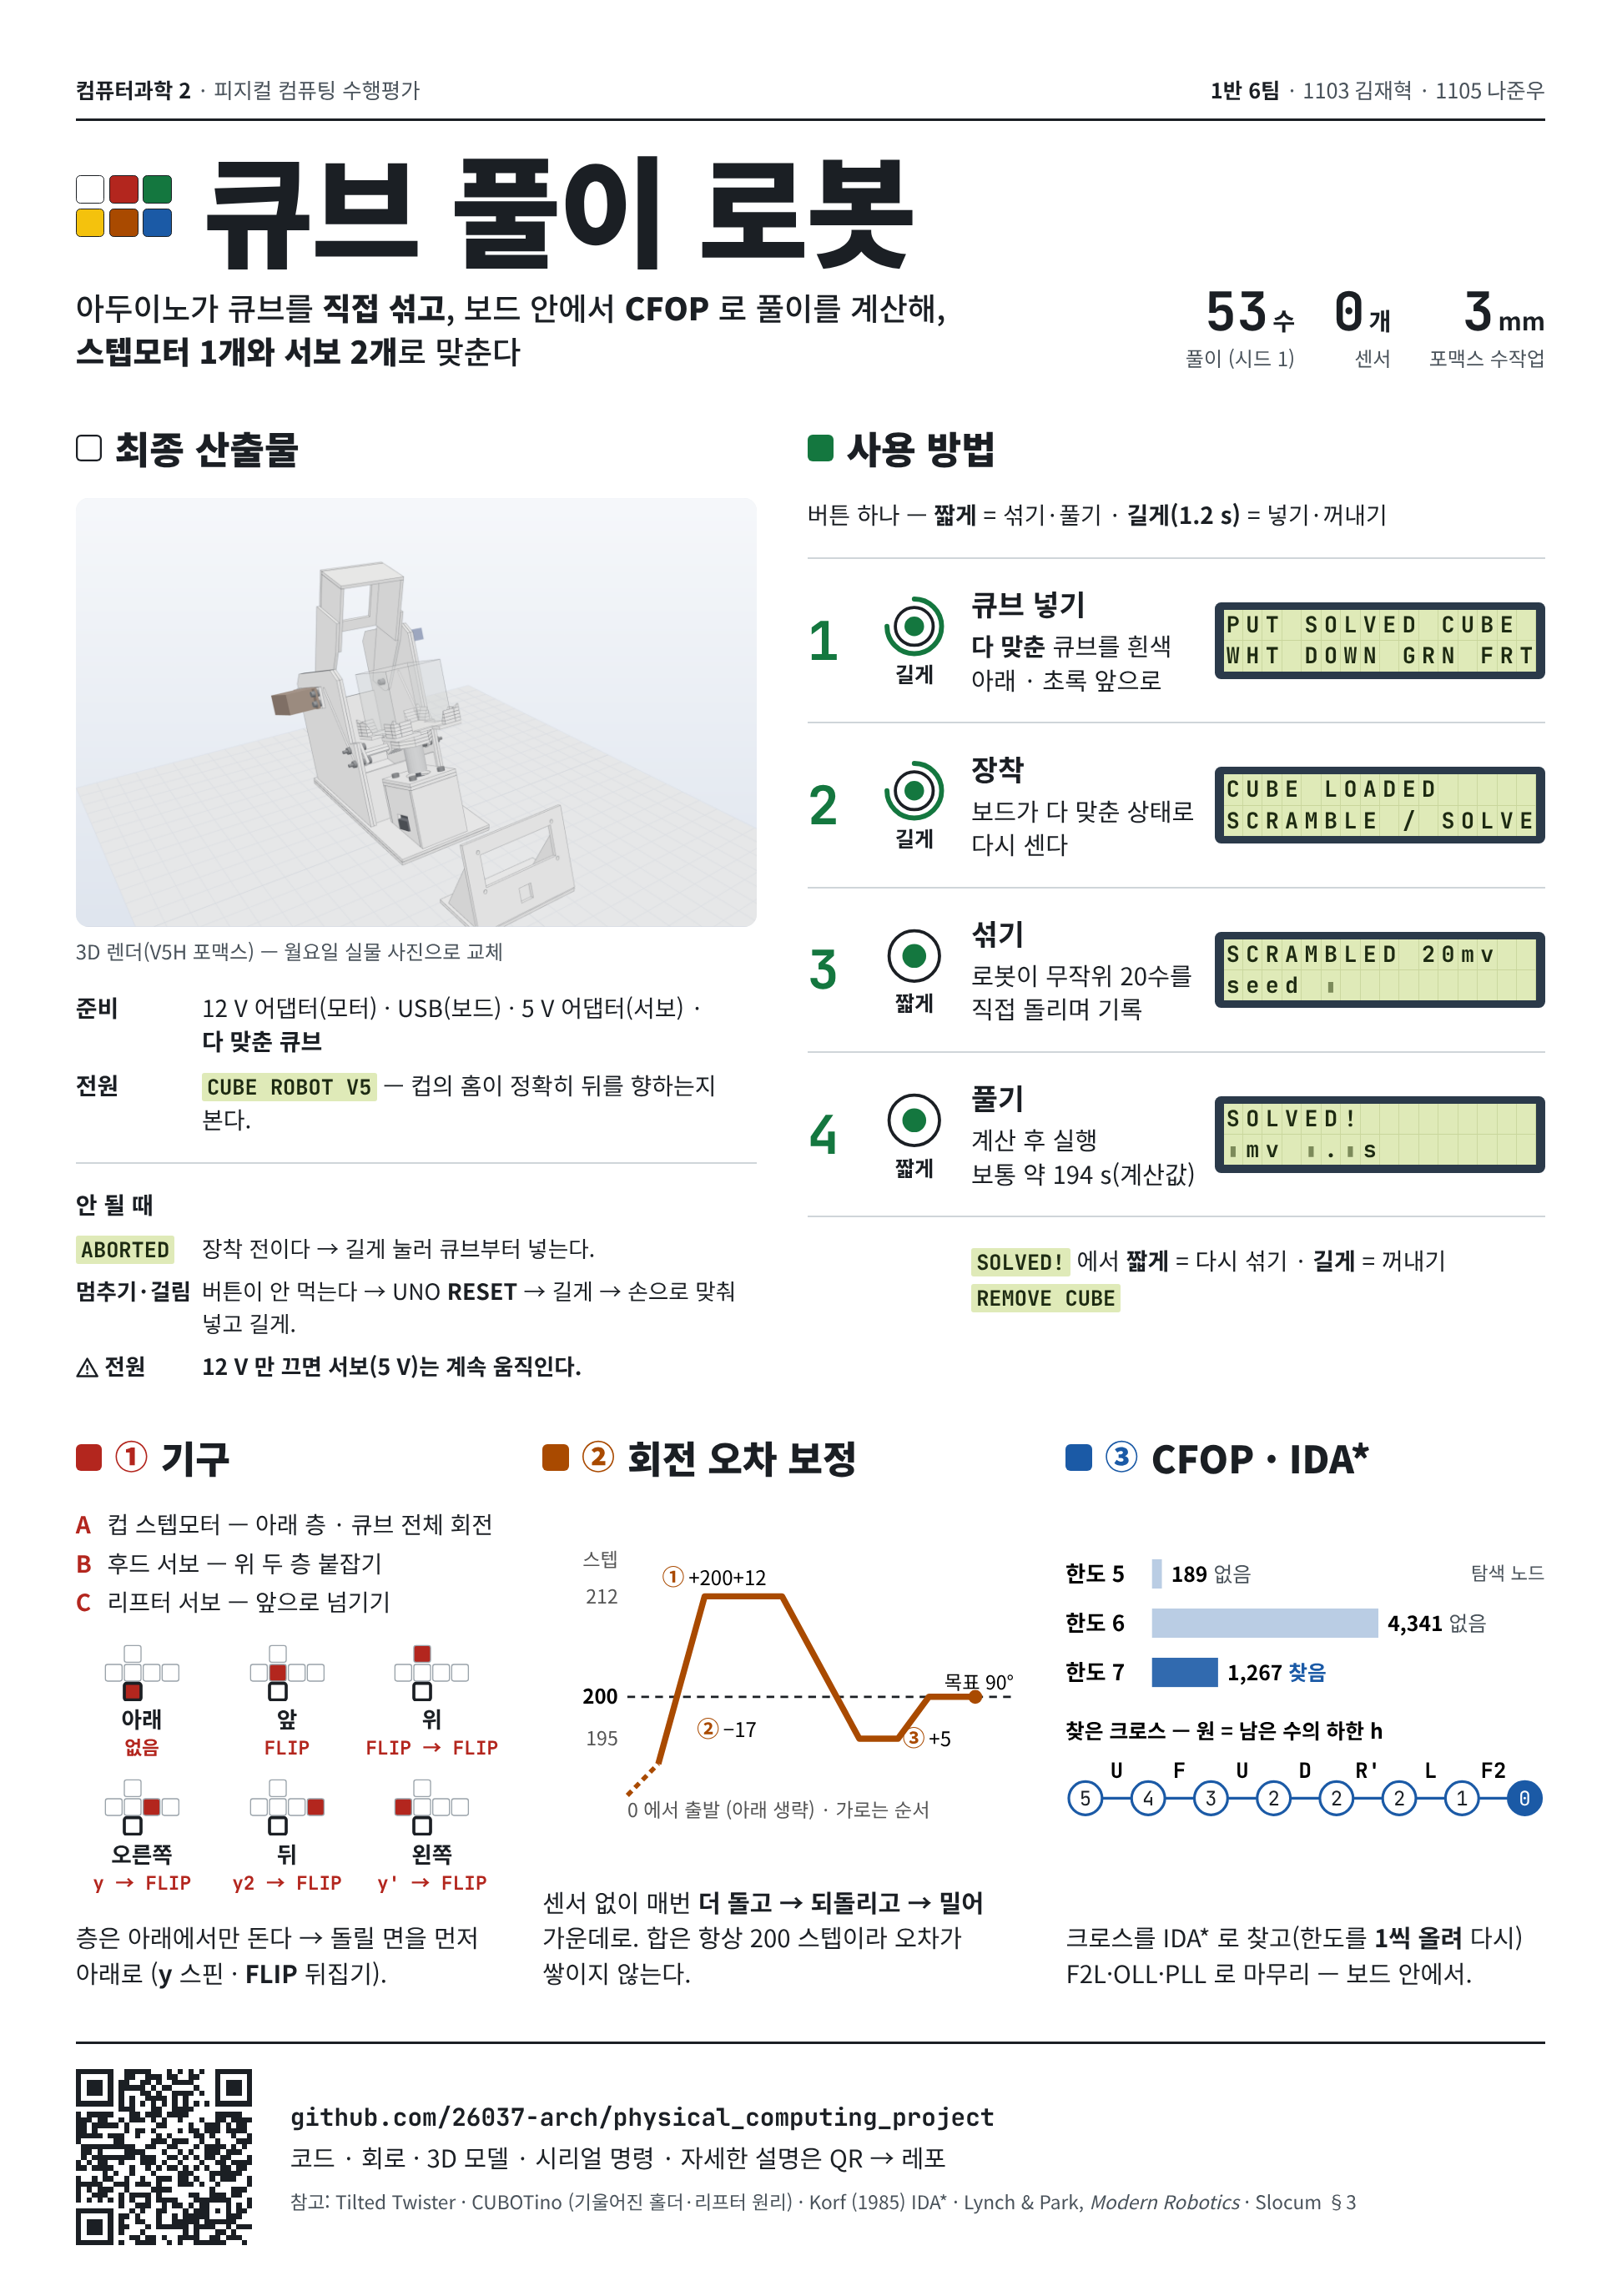 컴퓨터과학 2 · 피지컬 컴퓨팅 수행평가
1반 6팀 · 1103 김재혁 · 1105 나준우
큐브 풀이 로봇
아두이노가 큐브를 직접 섞고, 보드 안에서 CFOP 로 풀이를 계산해,
스텝모터 1개와 서보 2개로 맞춘다
53 수
풀이 (시드 1)
0 개
센서
3 mm
포맥스 수작업
최종 산출물
3D 렌더(V5H 포맥스) — 월요일 실물 사진으로 교체
준비 12 V 어댑터(모터) · USB(보드) · 5 V 어댑터(서보) ·
다 맞춘 큐브
전원 CUBE ROBOT V5 — 컵의 홈이 정확히 뒤를 향하는지
본다.
안 될 때
ABORTED 장착 전이다 → 길게 눌러 큐브부터 넣는다.
멈추기·걸림 버튼이 안 먹는다 → UNO RESET → 길게 → 손으로 맞춰
넣고 길게.
⚠ 전원 12 V 만 끄면 서보(5 V)는 계속 움직인다.
사용 방법
버튼 하나 — 짧게 = 섞기·풀기 · 길게(1.2 s) = 넣기·꺼내기
1
길게
큐브 넣기
다 맞춘 큐브를 흰색
아래 · 초록 앞으로
PUT SOLVED CUBE
WHT DOWN GRN FRT
2
길게
장착
보드가 다 맞춘 상태로
다시 센다
CUBE LOADED
SCRAMBLE / SOLVE
3
짧게
섞기
로봇이 무작위 20수를
직접 돌리며 기록
SCRAMBLED 20mv
seed ▮
4
짧게
풀기
계산 후 실행
보통 약 194 s(계산값)
SOLVED!
▮mv ▮.▮s
SOLVED! 에서 짧게 = 다시 섞기 · 길게 = 꺼내기
REMOVE CUBE
① 기구
A 컵 스텝모터 — 아래 층 · 큐브 전체 회전
B 후드 서보 — 위 두 층 붙잡기
C 리프터 서보 — 앞으로 넘기기
아래 앞 위
없음 FLIP FLIP → FLIP
오른쪽 뒤 왼쪽
y → FLIP y2 → FLIP y' → FLIP
층은 아래에서만 돈다 → 돌릴 면을 먼저
아래로 (y 스핀 · FLIP 뒤집기).
② 회전 오차 보정
스텝
① +200+12
212
목표 90°
200
② −17
195
③ +5
0 에서 출발 (아래 생략) · 가로는 순서
센서 없이 매번 더 돌고 → 되돌리고 → 밀어
가운데로. 합은 항상 200 스텝이라 오차가
쌓이지 않는다.
③ CFOP · IDA*
한도 5 189 없음 탐색 노드
한도 6 4,341 없음
한도 7 1,267 찾음
찾은 크로스 — 원 = 남은 수의 하한 h
U F U D R' L F2
5 4 3 2 2 2 1 0
크로스를 IDA* 로 찾고(한도를 1씩 올려 다시)
F2L·OLL·PLL 로 마무리 — 보드 안에서.
github.com/26037-arch/physical_computing_project
코드 · 회로 · 3D 모델 · 시리얼 명령 · 자세한 설명은 QR → 레포
참고: Tilted Twister · CUBOTino (기울어진 홀더·리프터 원리) · Korf (1985) IDA* · Lynch & Park, Modern Robotics · Slocum §3